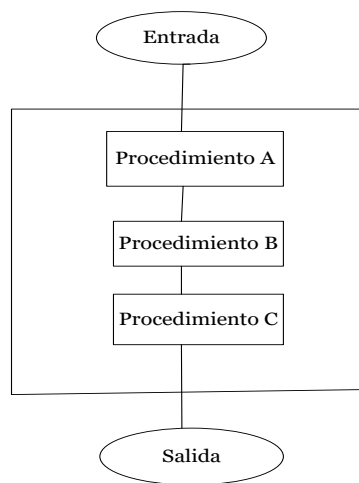 Entrada
Procedimiento A
Procedimiento B
Procedimiento C
Salida